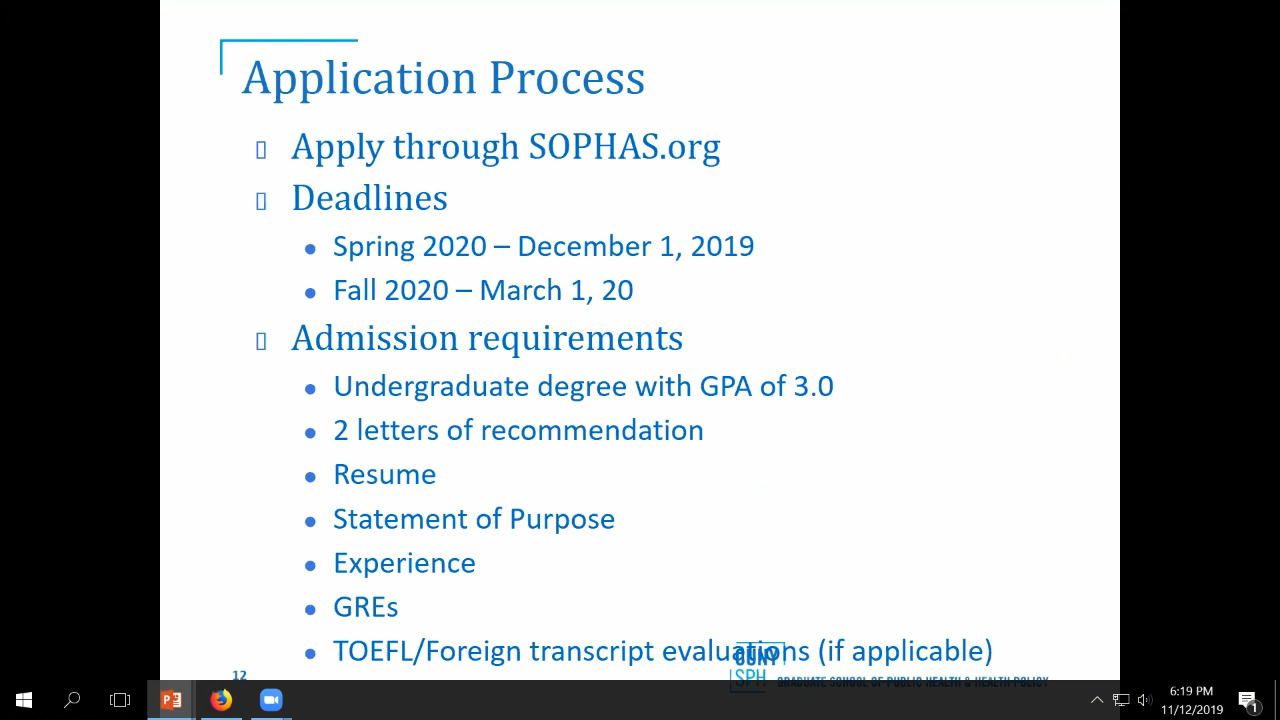 Application Process
Apply through SOPHAS.org
Deadlines
Spring 2020 – December 1, 2019
Fall 2020 – March 1, 20
Admission requirements
Undergraduate degree with GPA of 3.0
2 letters of recommendation
Resume
Statement of Purpose
Experience
GREs
TOEFL/Foreign transcript evaluations (if applicable)
CUNY
SPH GRADUATE SCHOOL OF PUBLIC HEALTH & HEALTH POLICY
12
6:19 PM
11/12/2019
1